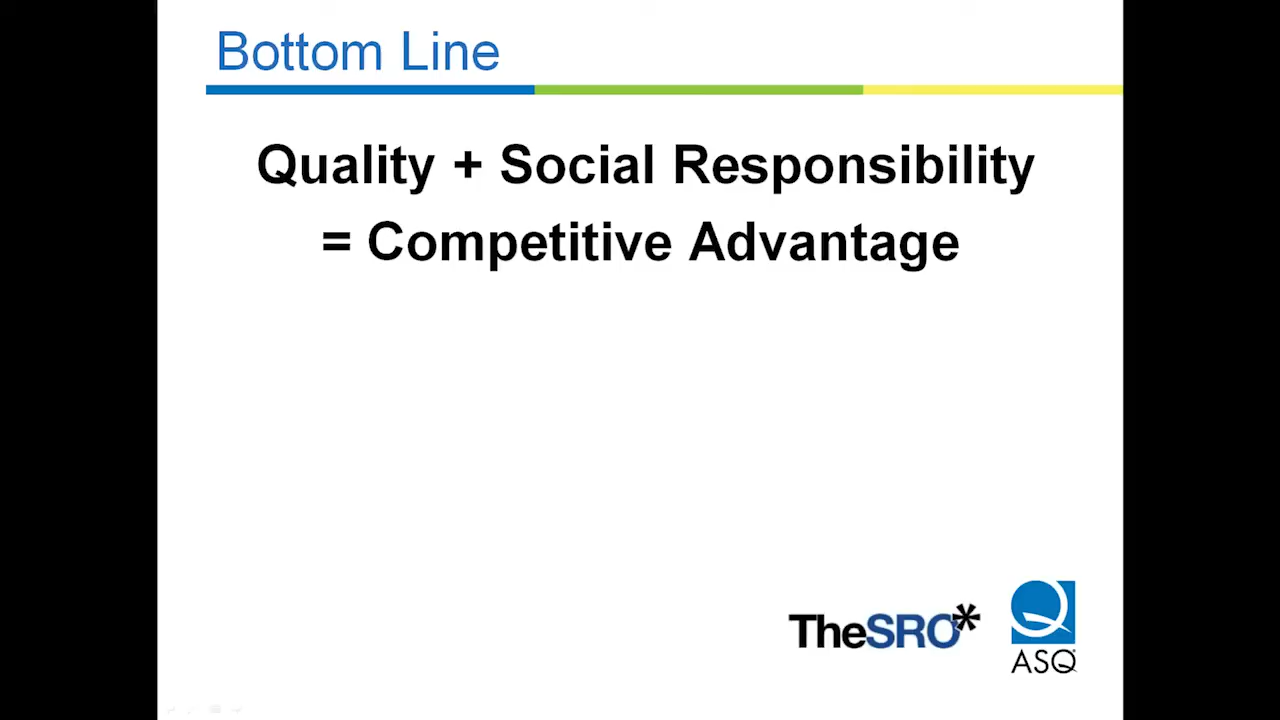 Bottom Line
Quality + Social Responsibility
= Competitive Advantage
TheSRO*
ASQ